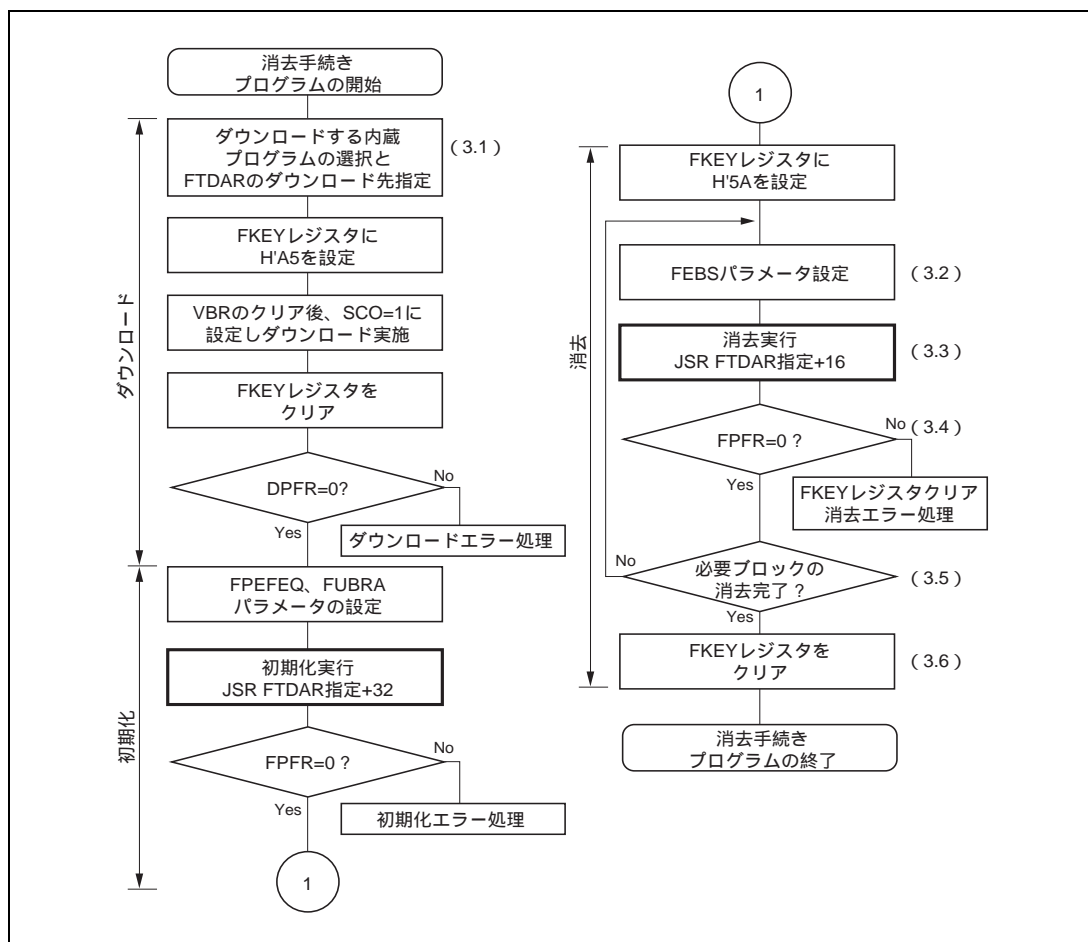 消去手続き
プログラムの開始
ダウンロード
ダウンロードする内蔵
プログラムの選択と
FTDARのダウンロード先指定
(3.1)
FKEYレジスタに
H'A5を設定
VBRのクリア後、SCO=1に
設定しダウンロード実施
FKEYレジスタを
クリア
DPFR=0?
No
Yes
ダウンロードエラー処理
初期化
FPEFEQ、FUBRA
パラメータの設定
初期化実行
JSR FTDAR指定+32
FPFR=0 ?
No
Yes
初期化エラー処理
1
1
消去
FKEYレジスタに
H'5Aを設定
FEBSパラメータ設定
(3.2)
消去実行
JSR FTDAR指定+16
(3.3)
FPFR=0 ?
No
(3.4)
Yes
FKEYレジスタクリア
消去エラー処理
No
必要ブロックの
消去完了 ?
(3.5)
Yes
FKEYレジスタを
クリア
(3.6)
消去手続き
プログラムの終了